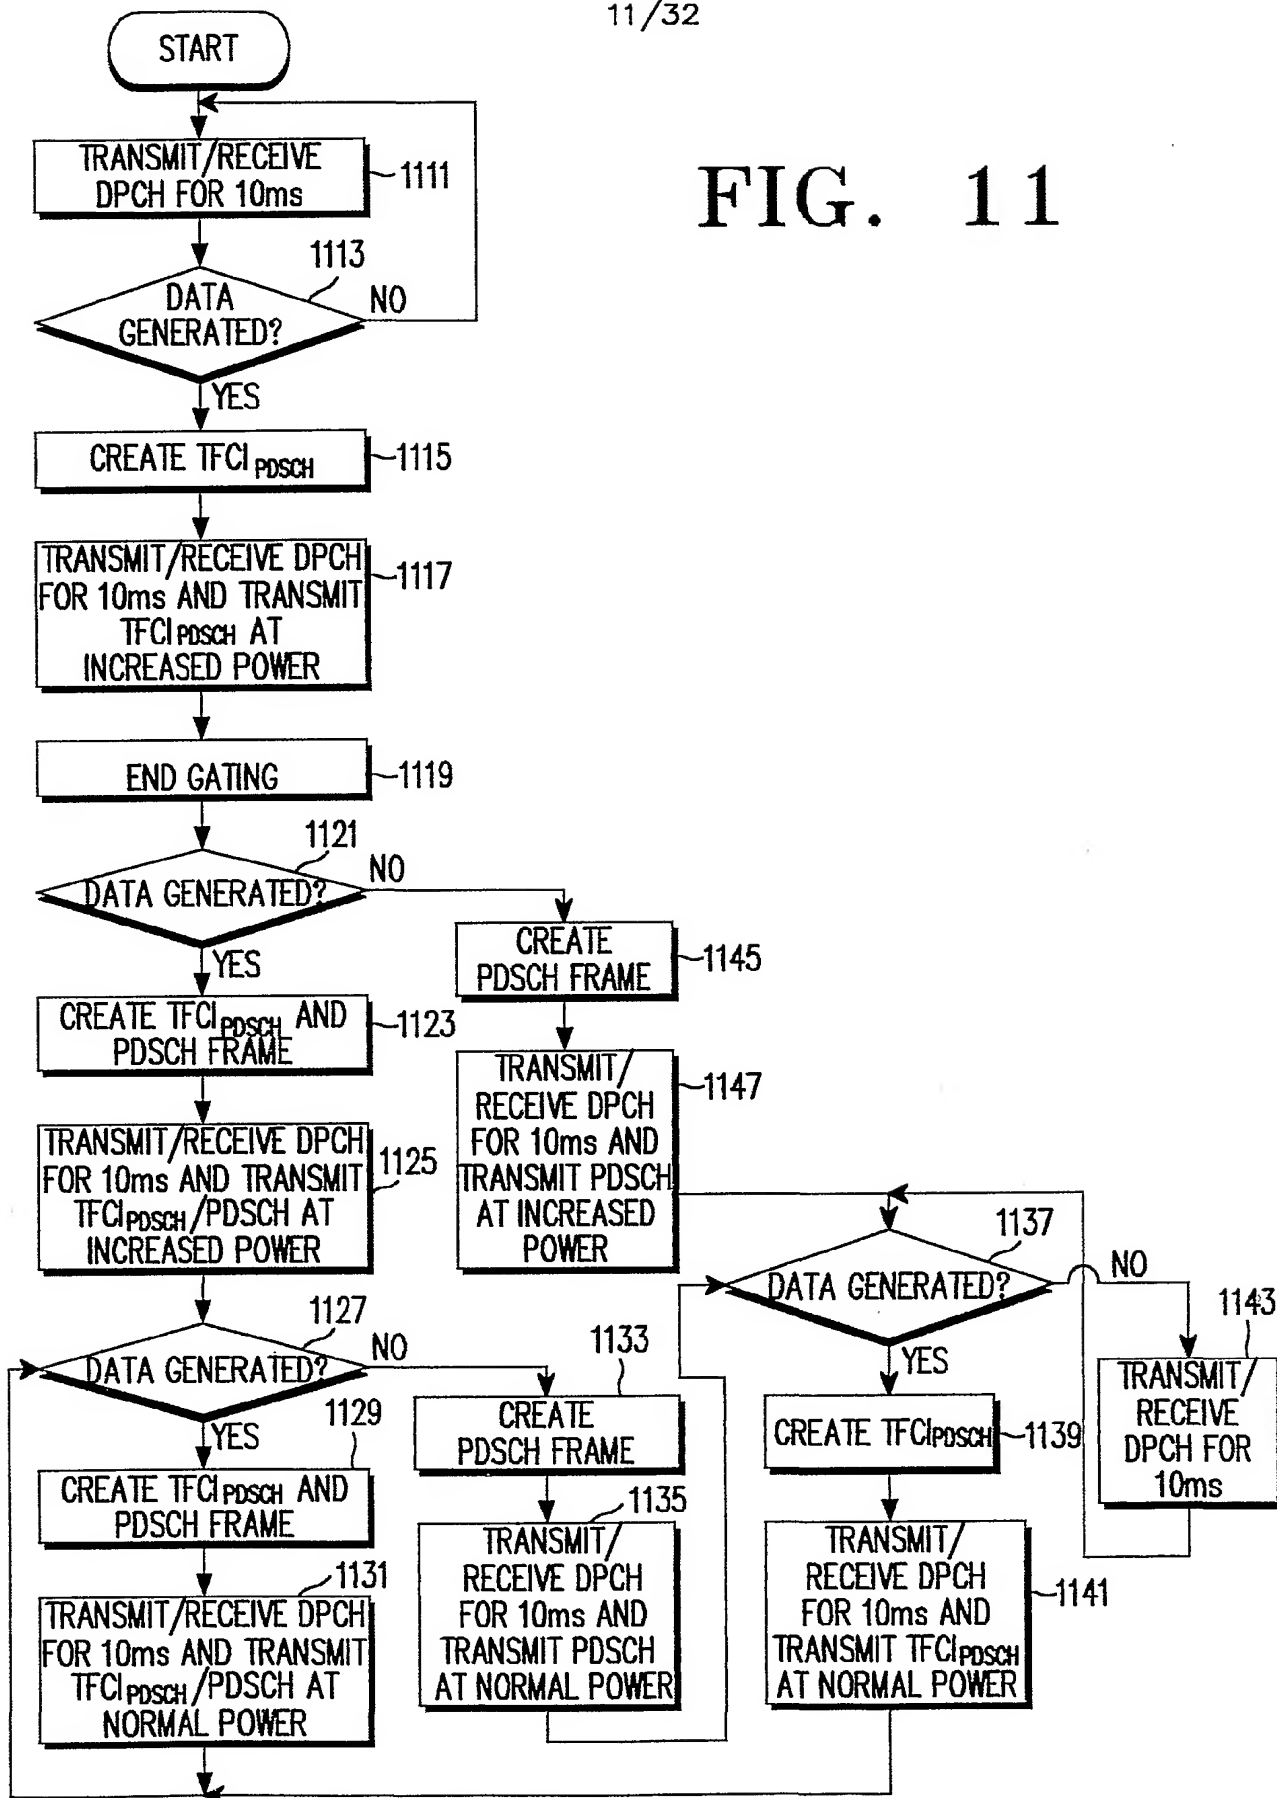 11/32
START
TRANSMIT/RECEIVE
DPCH FOR 10ms
1111
FIG. 11
1113
DATA
GENERATED?
NO
YES
CREATE TFCI PDSCH
1115
TRANSMIT/RECEIVE DPCH
FOR 10ms AND TRANSMIT
TFCI PDSCH AT
INCREASED POWER
1117
END GATING
1119
1121
DATA GENERATED?
NO
YES
CREATE TFCI PDSCH AND
PDSCH FRAME
1123
TRANSMIT/RECEIVE DPCH
FOR 10ms AND TRANSMIT
TFCI PDSCH/PDSCH AT
INCREASED POWER
1125
1127
DATA GENERATED?
NO
YES
1129
CREATE TFCI PDSCH AND
PDSCH FRAME
1131
TRANSMIT/RECEIVE DPCH
FOR 10ms AND TRANSMIT
TFCI PDSCH/PDSCH AT
NORMAL POWER
CREATE
PDSCH FRAME
1145
TRANSMIT/
RECEIVE DPCH
FOR 10ms AND
TRANSMIT PDSCH
AT INCREASED
POWER
1147
1133
CREATE
PDSCH FRAME
1135
TRANSMIT/
RECEIVE DPCH
FOR 10ms AND
TRANSMIT PDSCH
AT NORMAL POWER
1137
DATA GENERATED?
NO
YES
CREATE TFCI PDSCH
1139
TRANSMIT/
RECEIVE DPCH
FOR 10ms AND
TRANSMIT TFCI PDSCH
AT NORMAL POWER
1141
1143
TRANSMIT/
RECEIVE
DPCH FOR
10ms